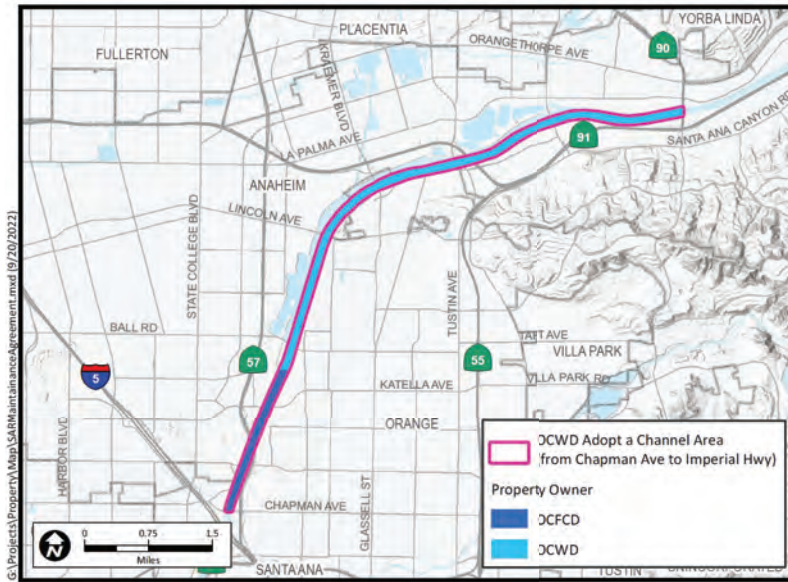 YORBA LINDA
PLACENTIA
ORANGETHORPE AVE
90
FULLERTON
KRAEMER BLVD
91
SANTA ANA CANYON RD
LA PALMA AVE
ANAHEIM
LINCOLN AVE
STATE COLLEGE BLVD
TUSTIN AVE
BALL RD
TAFT AVE
VILLA PARK
57
55
5
KATELLA AVE
VILLA PARK RD
ORANGE
HARBOR BLVD
GLASSELL ST
CHAPMAN AVE
SANTA ANA
TUSTIN
OCWD Adopt a Channel Area
(from Chapman Ave to Imperial Hwy)
Property Owner
OCFCD
OCWD
N
0 0.75 1.5
Miles
G:\Projects\Property\Map\SARMaintainanceAgreement.mxd (9/20/2022)